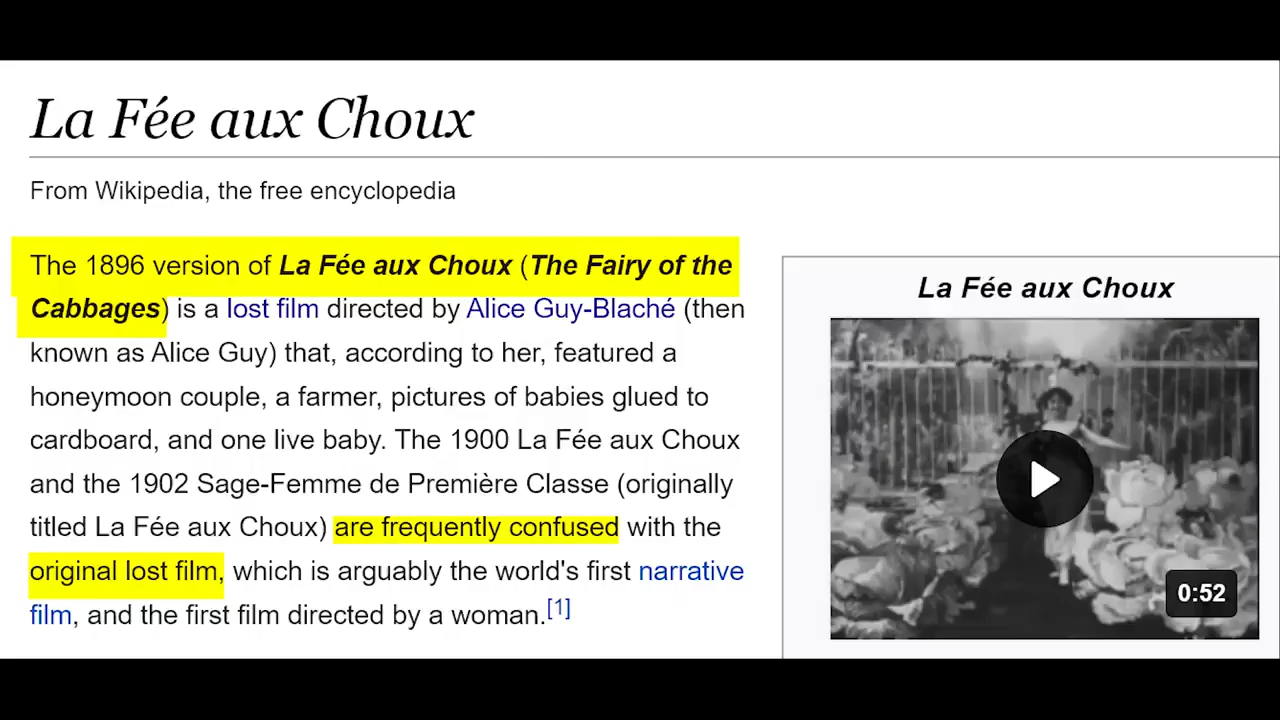 La Fée aux Choux
From Wikipedia, the free encyclopedia
The 1896 version of La Fée aux Choux (The Fairy of the
Cabbages) is a lost film directed by Alice Guy-Blaché (then
known as Alice Guy) that, according to her, featured a
honeymoon couple, a farmer, pictures of babies glued to
cardboard, and one live baby. The 1900 La Fée aux Choux
and the 1902 Sage-Femme de Première Classe (originally
titled La Fée aux Choux) are frequently confused with the
original lost film, which is arguably the world's first narrative
film, and the first film directed by a woman.[1]
La Fée aux Choux
0:52